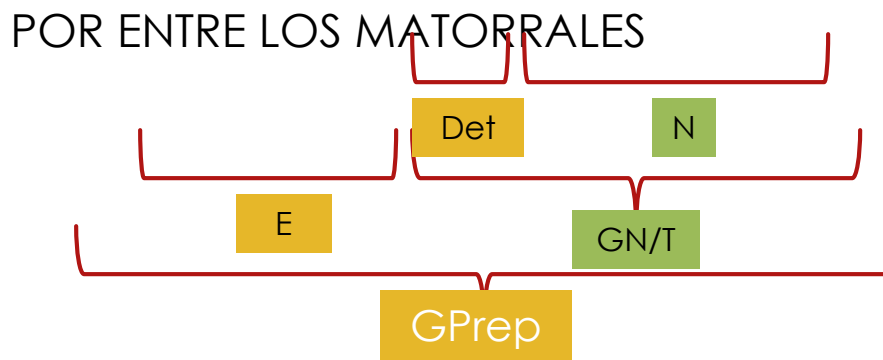 POR ENTRE LOS MATORRALES
Det N
E GN/T
GPrep